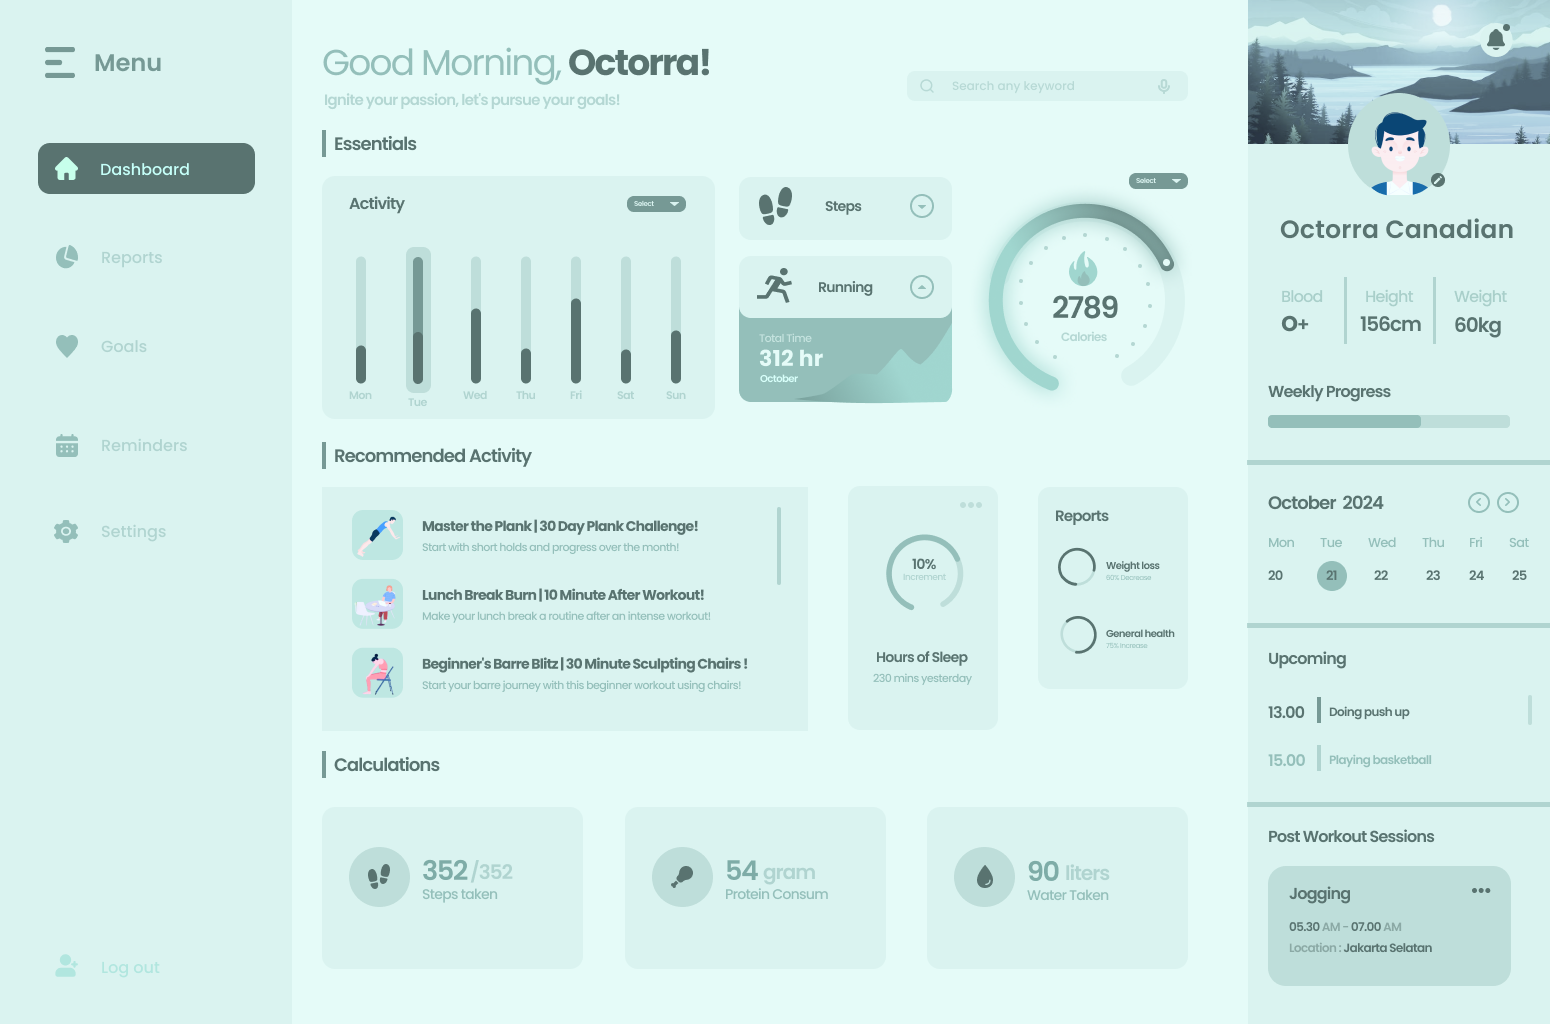 Menu
Dashboard
Reports
Goals
Reminders
Settings
Log out
Good Morning, Octorra!
Ignite your passion, let's pursue your goals!
Search any keyword
Essentials
Activity
Select
Mon
Tue
Wed
Thu
Fri
Sat
Sun
Steps
Running
Total Time
312 hr
October
Select
2789
Calories
Recommended Activity
Master the Plank | 30 Day Plank Challenge!
Start with short holds and progress over the month!
Lunch Break Burn | 10 Minute After Workout!
Make your lunch break a routine after an intense workout!
Beginner's Barre Blitz | 30 Minute Sculpting Chairs !
Start your barre journey with this beginner workout using chairs!
10%
Increment
Hours of Sleep
230 mins yesterday
Reports
Weight loss
60% Decrease
General health
75% Increase
Calculations
352 /352
Steps taken
54 gram
Protein Consum
90 liters
Water Taken
Octorra Canadian
Blood Height Weight
O+ 156cm 60kg
Weekly Progress
October 2024
Mon Tue Wed Thu Fri Sat
20 21 22 23 24 25
Upcoming
13.00 Doing push up
15.00 Playing basketball
Post Workout Sessions
Jogging
05.30 AM - 07.00 AM
Location : Jakarta Selatan